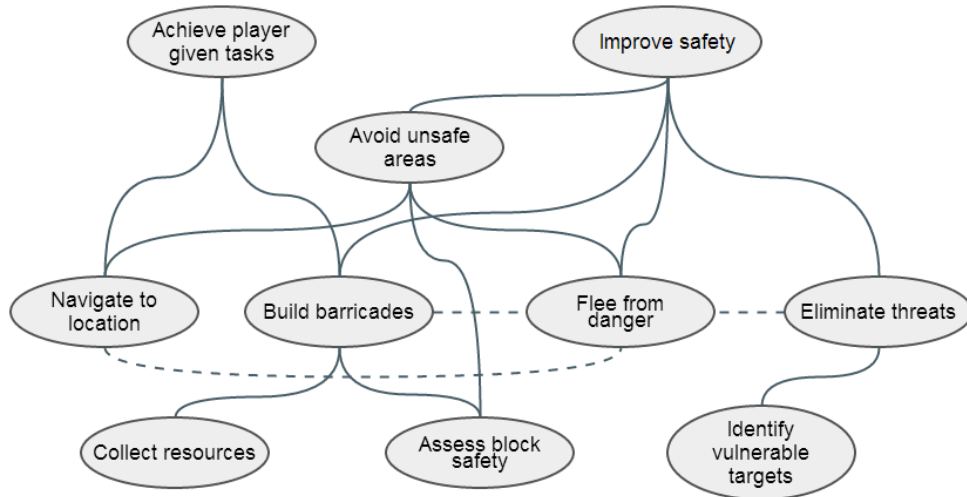 Achieve player
given tasks
Improve safety
Avoid unsafe
areas
Navigate to
location
Build barricades
Flee from
danger
Eliminate threats
Collect resources
Assess block
safety
Identify
vulnerable
targets